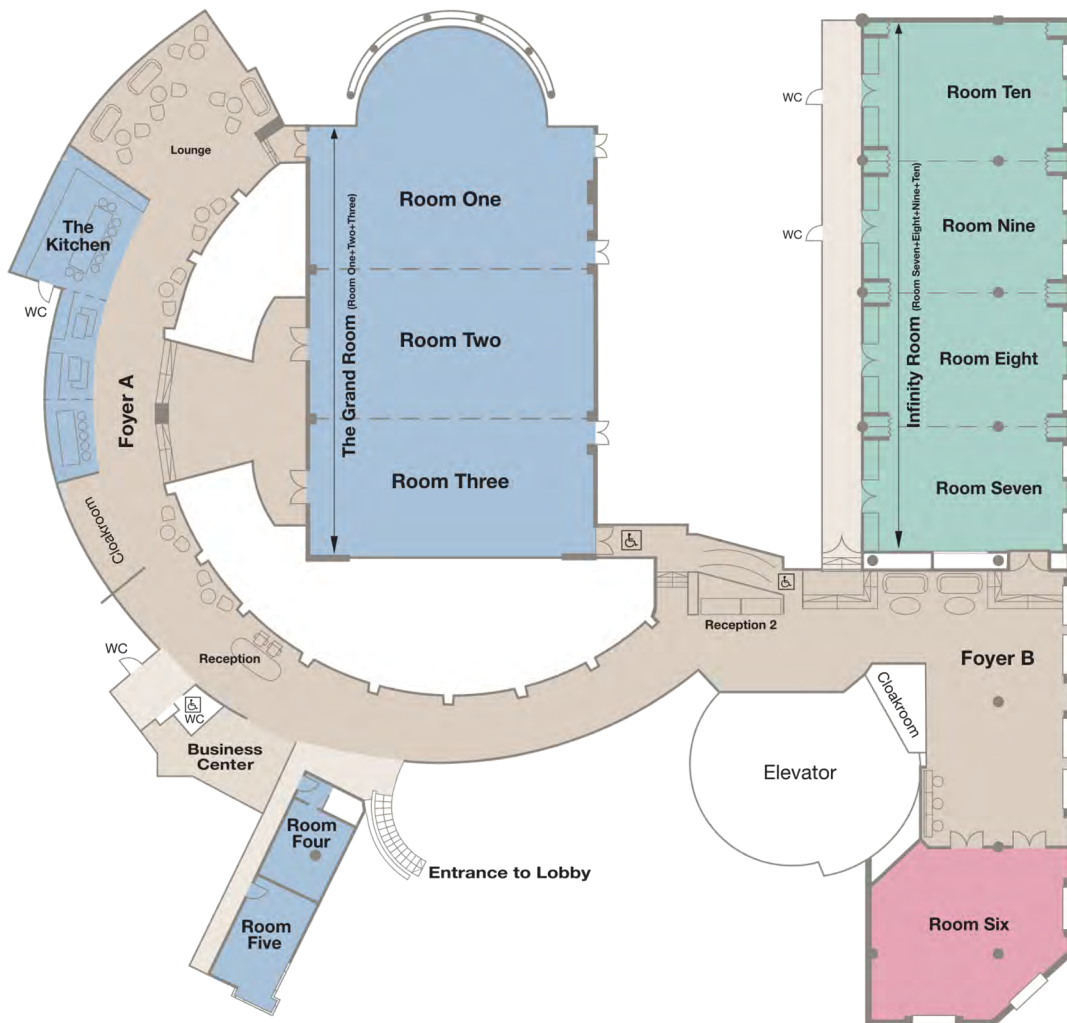 Lounge
The
Kitchen
WC
Foyer A
Cloakroom
WC
Reception
WC
Business
Center
Room
Four
Room
Five
Entrance to Lobby
The Grand Room (Room One+Two+Three)
Room One
Room Two
Room Three
Reception 2
Elevator
Cloakroom
Foyer B
WC
WC
Infinity Room (Room Seven+Eight+Nine+Ten)
Room Ten
Room Nine
Room Eight
Room Seven
Room Six